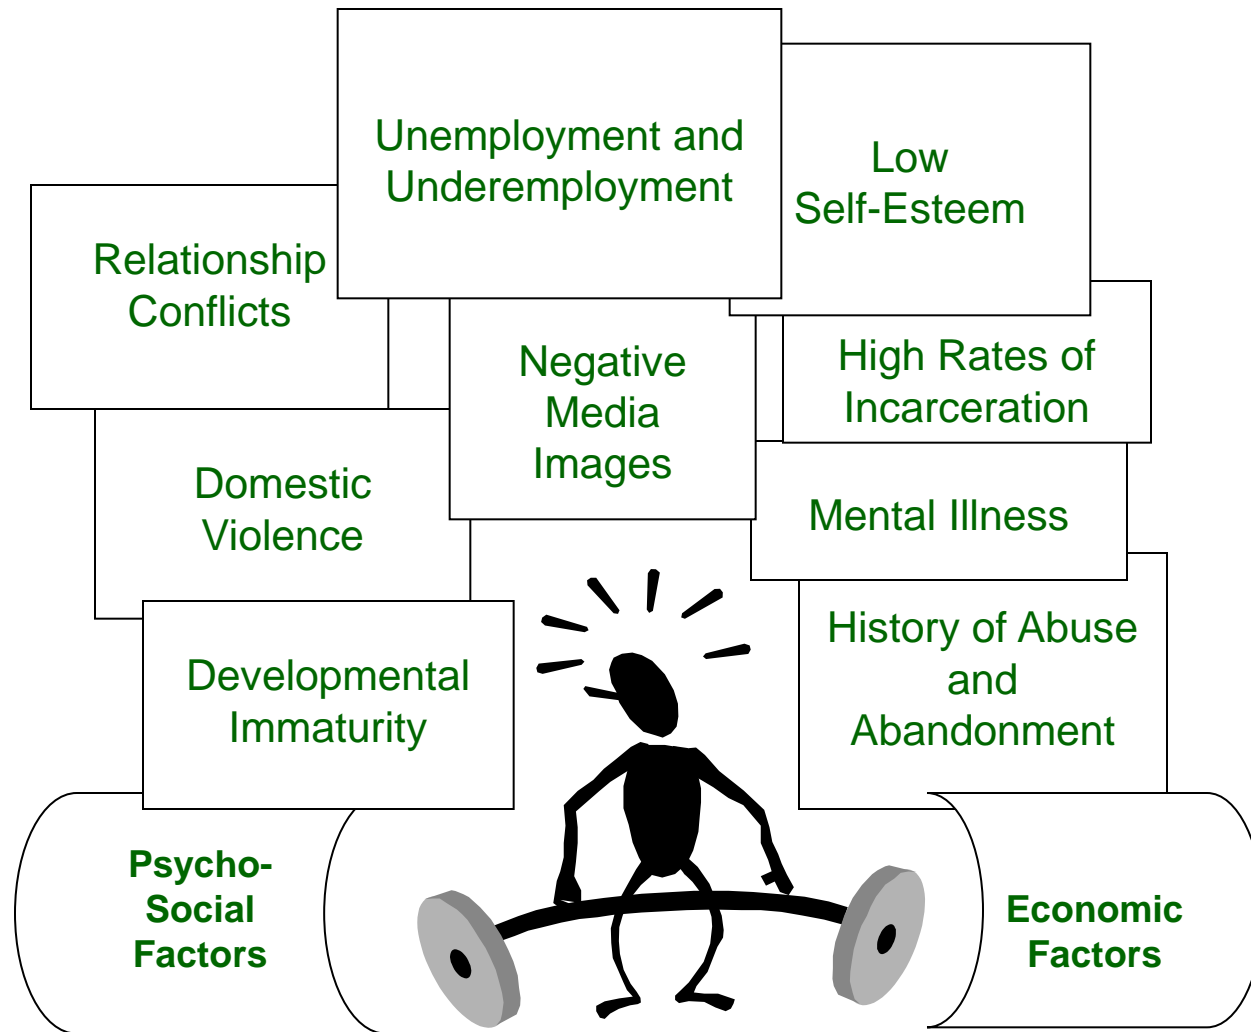 Unemployment and
Underemployment
Low
Self-Esteem
Relationship
Conflicts
Negative
Media
Images
High Rates of
Incarceration
Domestic
Violence
Mental Illness
History of Abuse
and
Abandonment
Developmental
Immaturity
Psycho-
Social
Factors
Economic
Factors